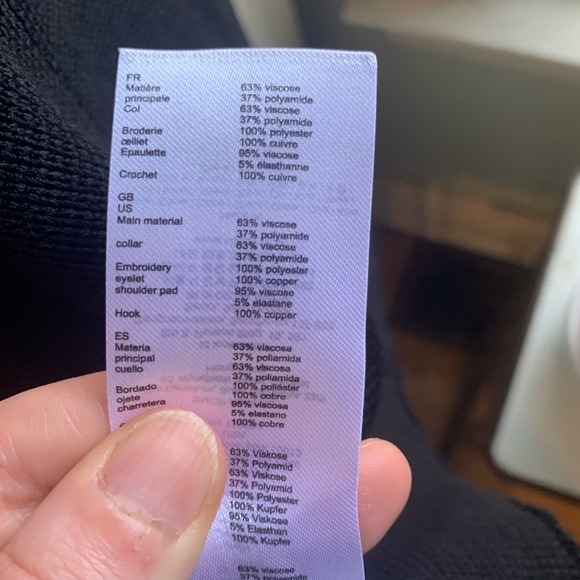 FR
Matière 63% viscose
principale 37% polyamide
Col 63% viscose
37% polyamide
Broderie 100% polyester
œilliet 100% cuivre
Epaulette 95% viscose
5% élasthanne
Crochet 100% cuivre
GB
US
Main material 63% viscose
37% polyamide
collar 63% viscose
37% polyamide
Embroidery 100% polyester
eyelet 100% copper
shoulder pad 95% viscose
5% elastane
Hook 100% copper
ES
Materia 63% viscosa
principal 37% poliamida
cuello 63% viscosa
37% poliamida
Bordado 100% poliéster
ojete 100% cobre
charretera 95% viscosa
5% elastano
100% cobre
63% Viskose
37% Polyamid
63% Viskose
37% Polyamid
100% Polyester
100% Kupfer
95% Viskose
5% Elasthan
100% Kupfer
63% viscose
37% polyamide